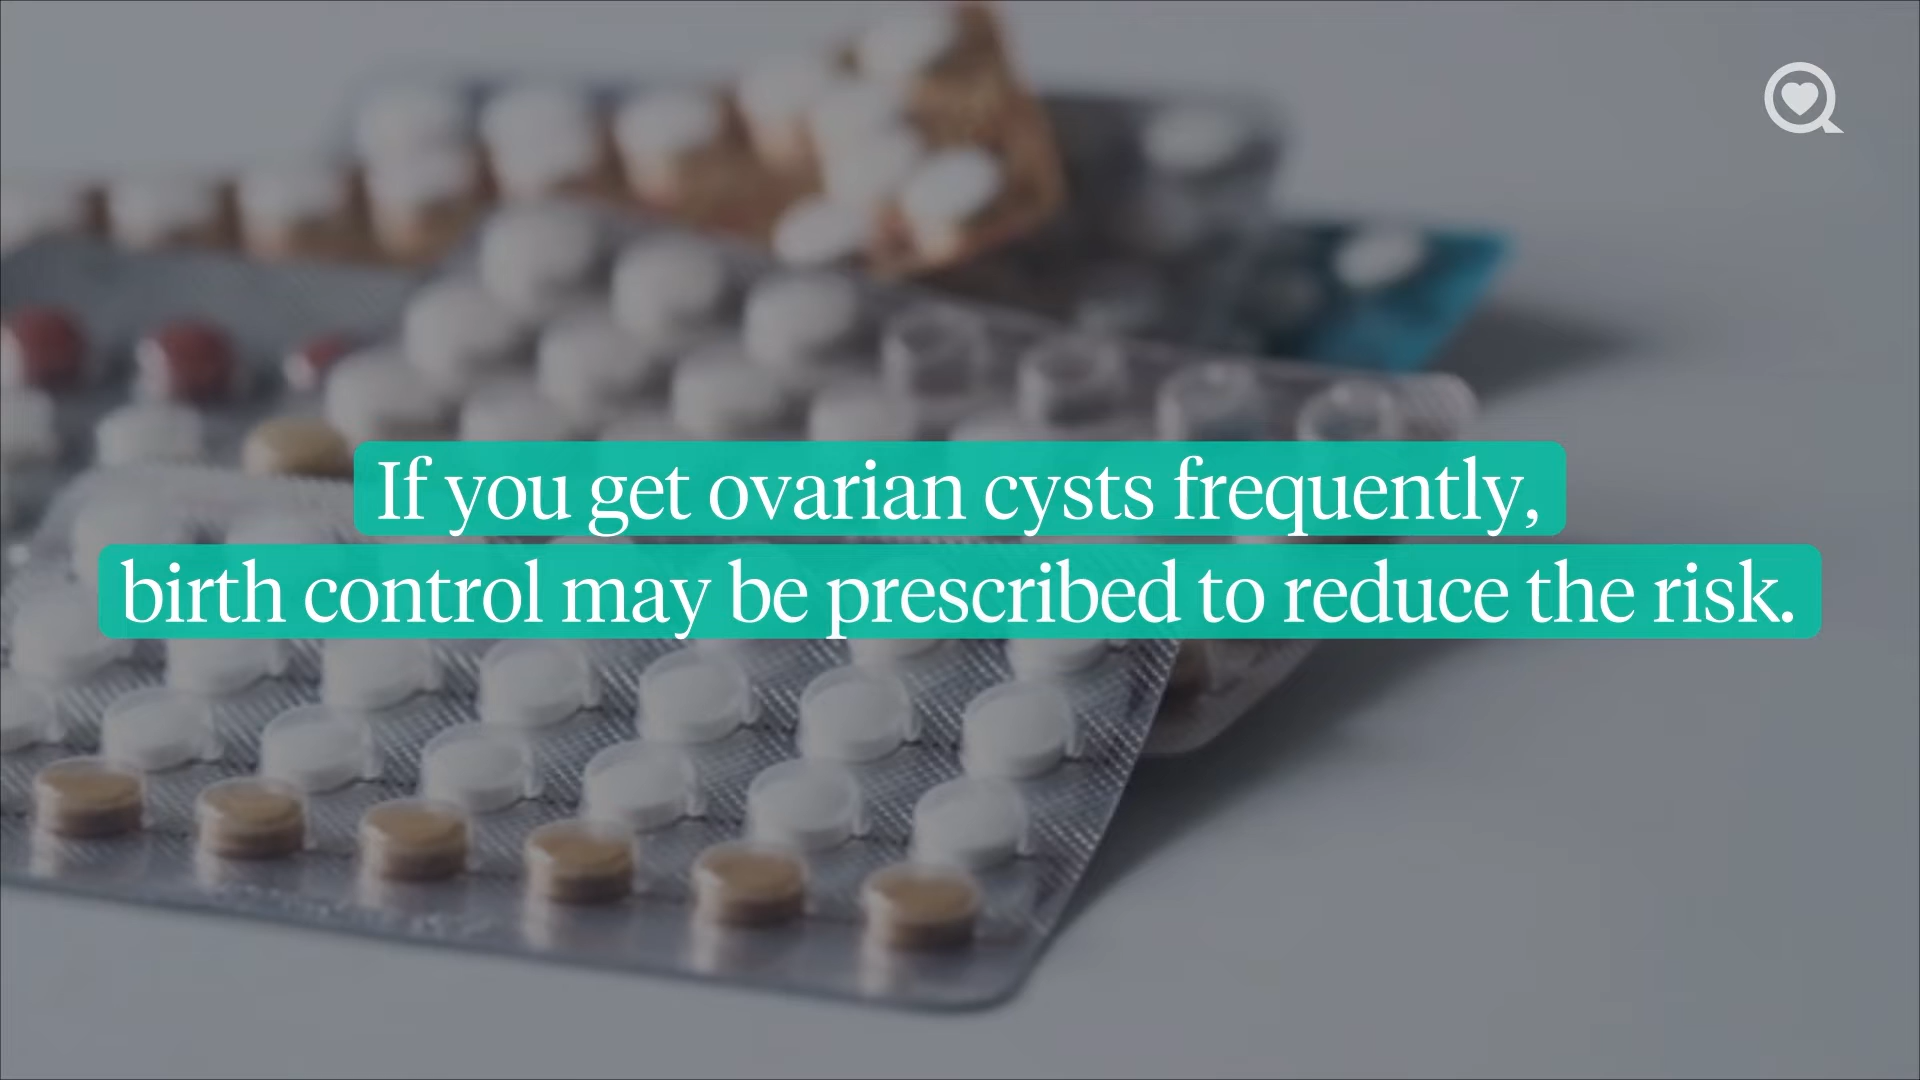 If you get ovarian cysts frequently,
birth control may be prescribed to reduce the risk.